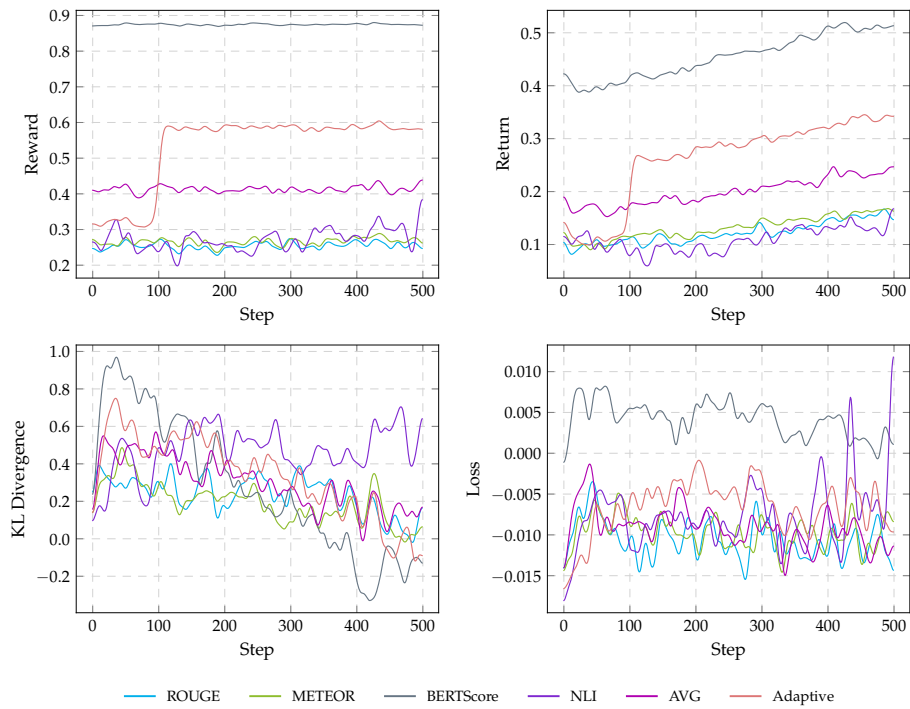 0.9
0.8
0.7
0.6
0.5
0.4
0.3
0.2
Reward
0 100 200 300 400 500
Step
0.5
0.4
0.3
0.2
0.1
Return
0 100 200 300 400 500
Step
1.0
0.8
0.6
0.4
0.2
0.0
−0.2
KL Divergence
0 100 200 300 400 500
Step
0.010
0.005
0.000
−0.005
−0.010
−0.015
Loss
0 100 200 300 400 500
Step
ROUGE METEOR BERTScore NLI AVG Adaptive